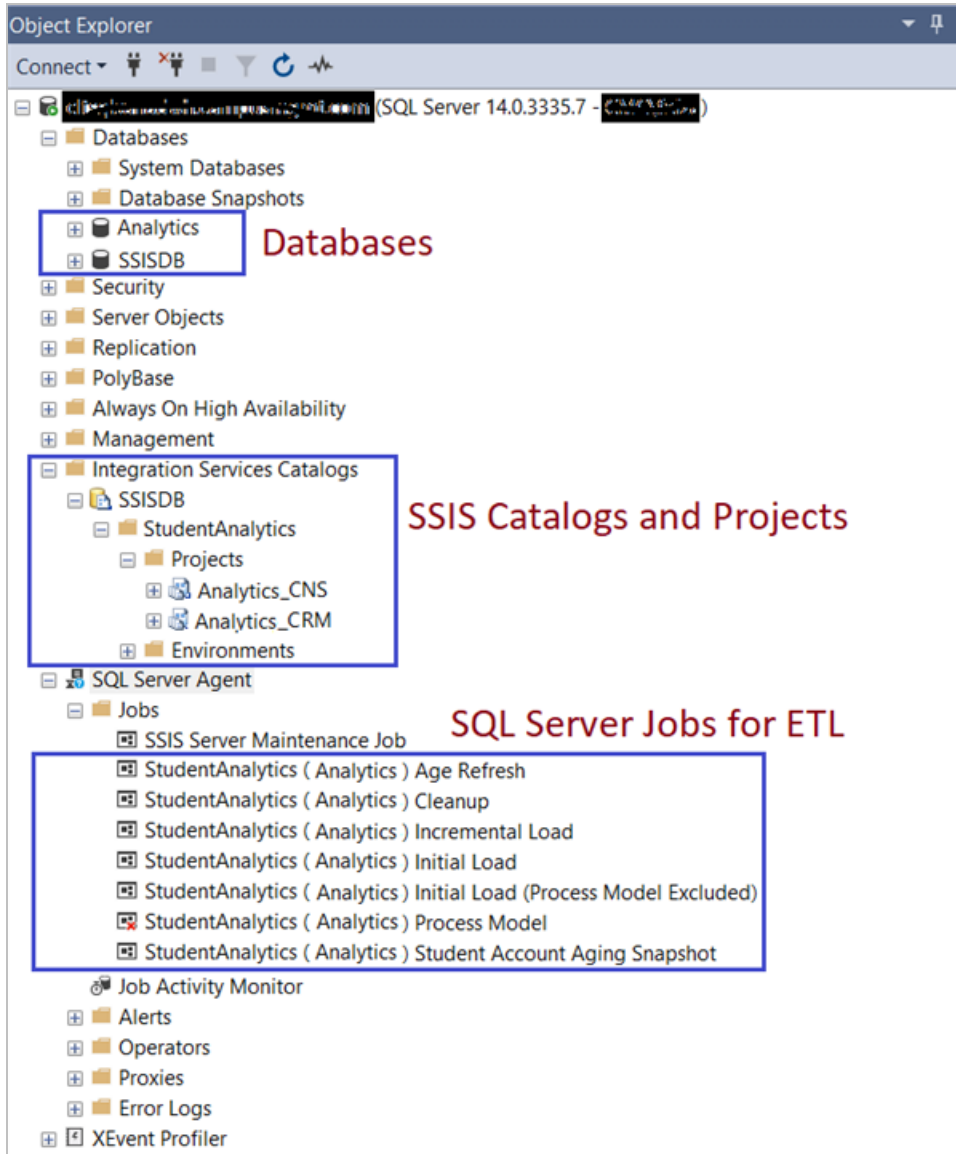 Object Explorer
Connect
(SQL Server 14.0.3335.7 - )
Databases
System Databases
Database Snapshots
Analytics
Databases
SSISDB
Security
Server Objects
Replication
PolyBase
Always On High Availability
Management
Integration Services Catalogs
SSISDB
SSIS Catalogs and Projects
StudentAnalytics
Projects
Analytics_CNS
Analytics_CRM
Environments
SQL Server Agent
Jobs
SQL Server Jobs for ETL
SSIS Server Maintenance Job
StudentAnalytics ( Analytics ) Age Refresh
StudentAnalytics ( Analytics ) Cleanup
StudentAnalytics ( Analytics ) Incremental Load
StudentAnalytics ( Analytics ) Initial Load
StudentAnalytics ( Analytics ) Initial Load (Process Model Excluded)
StudentAnalytics ( Analytics ) Process Model
StudentAnalytics ( Analytics ) Student Account Aging Snapshot
Job Activity Monitor
Alerts
Operators
Proxies
Error Logs
XEvent Profiler